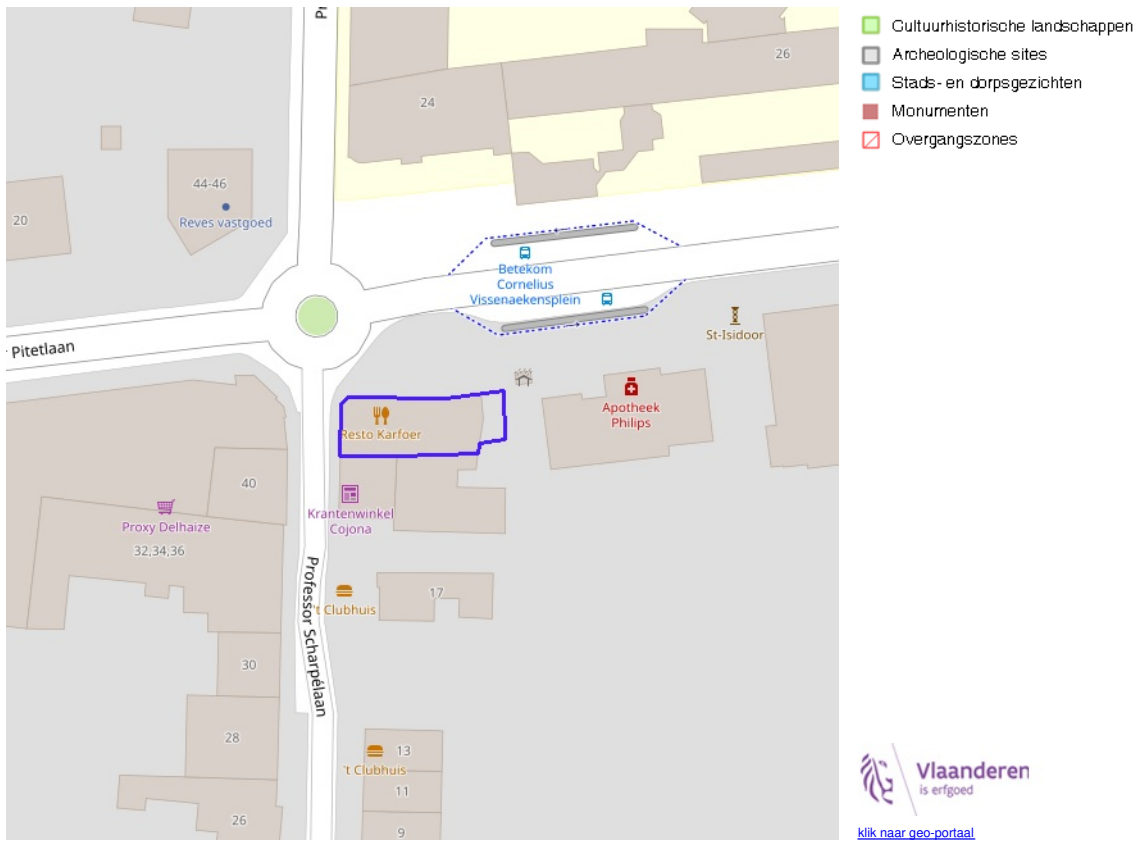 Pr
26
24
44-46
Reves vastgoed
20
Betekom
Cornelius
Vissenaekensplein
St-Isidoor
Pitetlaan
Apotheek
Philips
Resto Karfoer
40
Krantenwinkel
Cojona
Proxy Delhaize
32,34,36
Professor Scharpélaan
't Clubhuis
17
30
28
13
't Clubhuis
11
26
9
Cultuurhistorische landschappen
Archeologische sites
Stads- en dorpsgezichten
Monumenten
Overgangszones
Vlaanderen
is erfgoed
klik naar geo-portaal